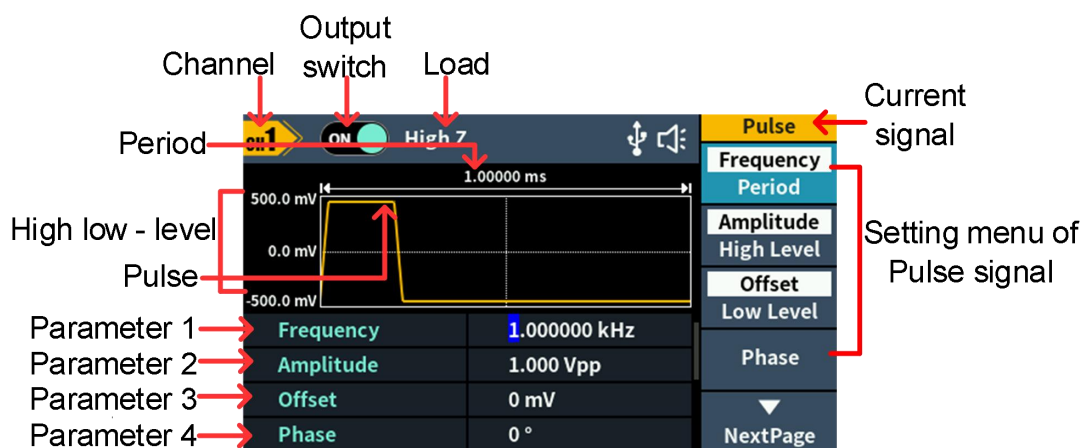 Output
switch
Channel
Load
Current
signal
Period
High low - level
Pulse
Parameter 1
Parameter 2
Parameter 3
Parameter 4
Setting menu of
Pulse signal
CH1
ON
High Z
1.00000 ms
500.0 mV
0.0 mV
-500.0 mV
Frequency 1.000000 kHz
Amplitude 1.000 Vpp
Offset 0 mV
Phase 0 °
Pulse
Frequency
Period
Amplitude
High Level
Offset
Low Level
Phase
NextPage